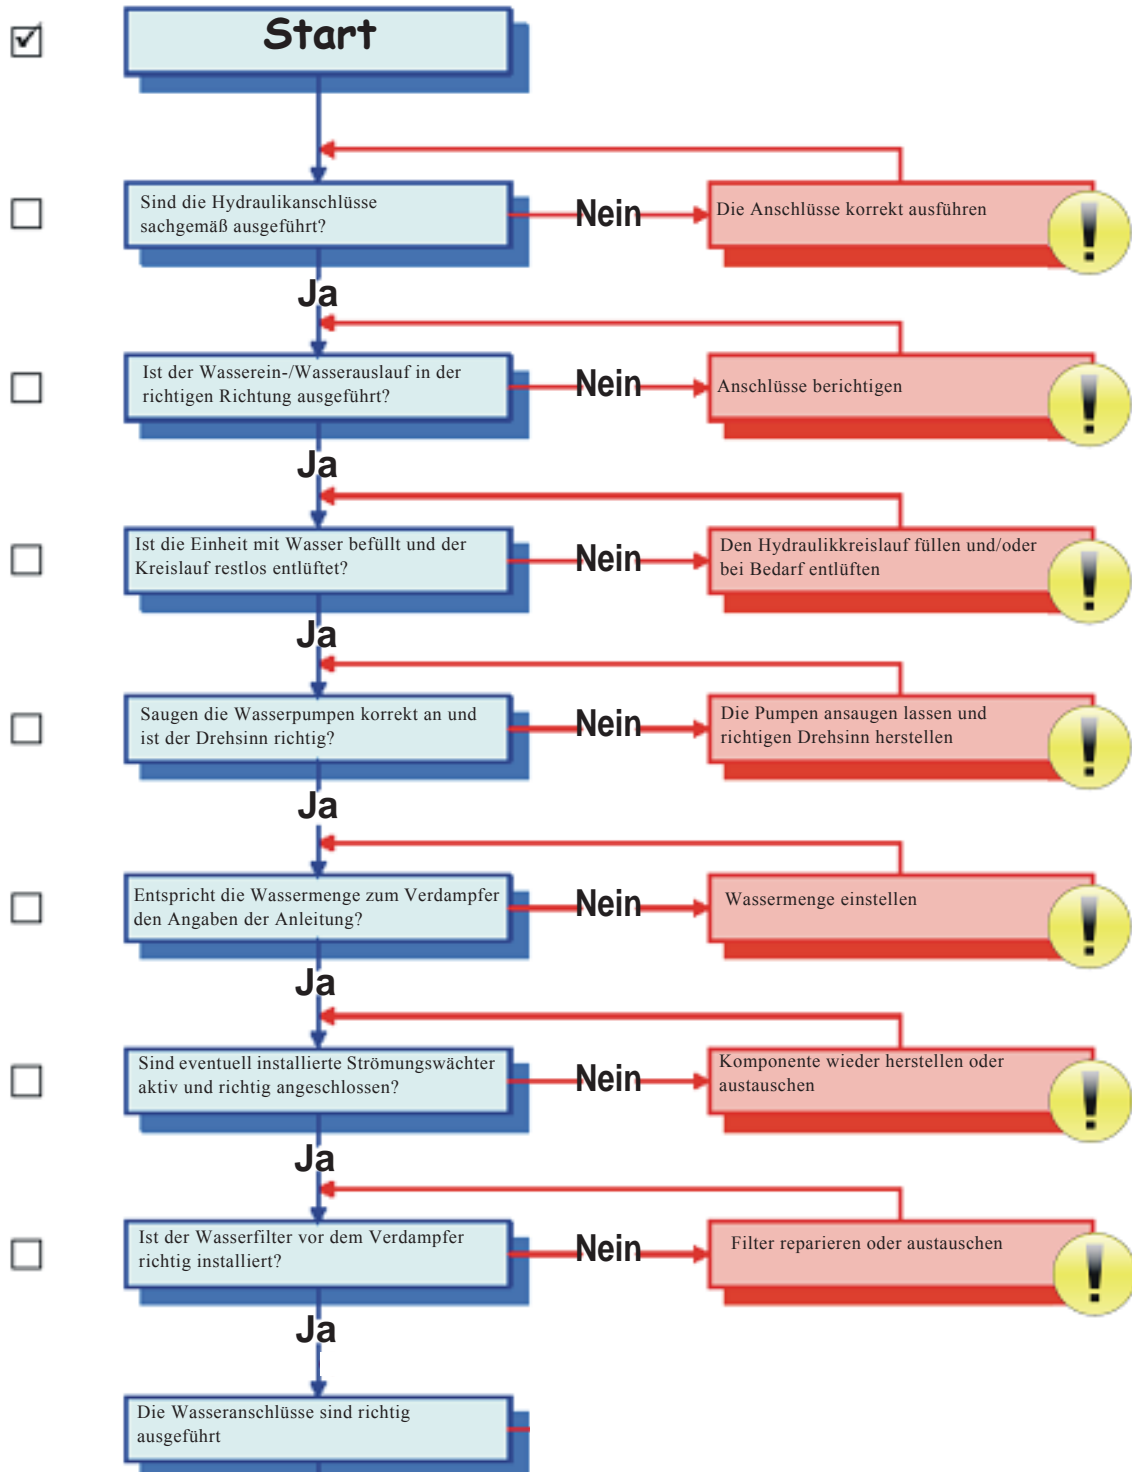 Start
Sind die Hydraulikanschlüsse
sachgemäß ausgeführt?
Nein
Die Anschlüsse korrekt ausführen
Ja
Ist der Wasserein-/Wasserauslauf in der
richtigen Richtung ausgeführt?
Nein
Anschlüsse berichtigen
Ja
Ist die Einheit mit Wasser befüllt und der
Kreislauf restlos entlüftet?
Nein
Den Hydraulikkreislauf füllen und/oder
bei Bedarf entlüften
Ja
Saugen die Wasserpumpen korrekt an und
ist der Drehsinn richtig?
Nein
Die Pumpen ansaugen lassen und
richtigen Drehsinn herstellen
Ja
Entspricht die Wassermenge zum Verdampfer
den Angaben der Anleitung?
Nein
Wassermenge einstellen
Ja
Sind eventuell installierte Strömungswächter
aktiv und richtig angeschlossen?
Nein
Komponente wieder herstellen oder
austauschen
Ja
Ist der Wasserfilter vor dem Verdampfer
richtig installiert?
Nein
Filter reparieren oder austauschen
Ja
Die Wasseranschlüsse sind richtig
ausgeführt